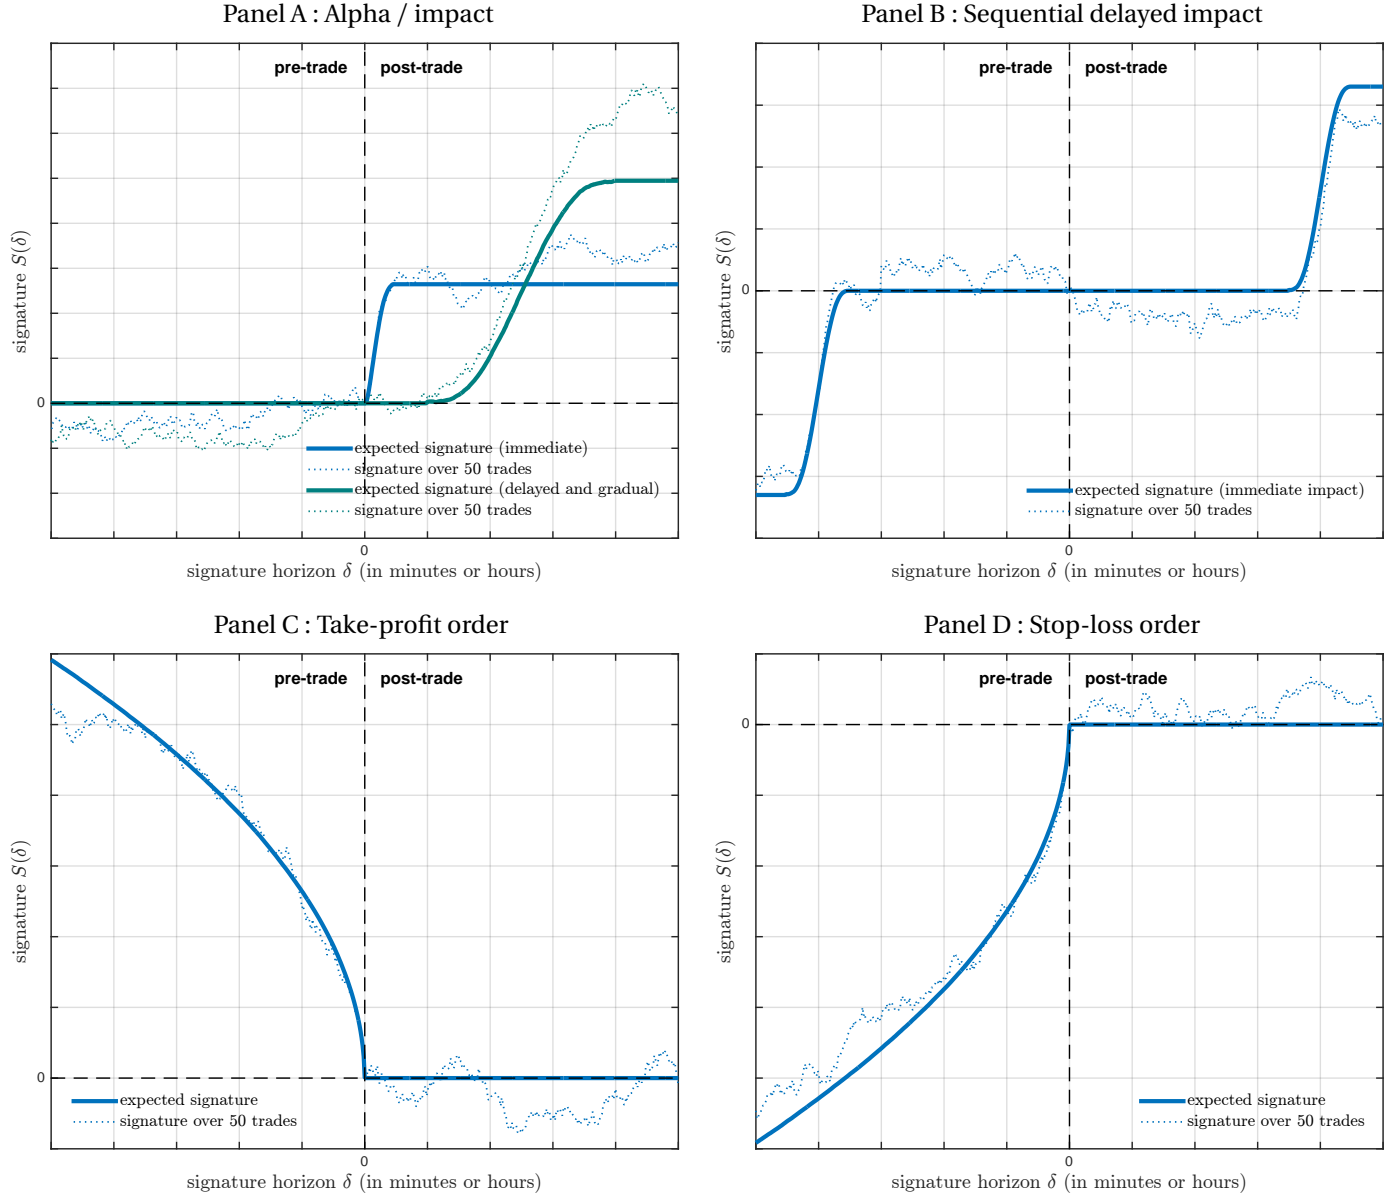 Panel A : Alpha / impact
pre-trade
post-trade
signature S(δ)
0
expected signature (immediate)
signature over 50 trades
expected signature (delayed and gradual)
signature over 50 trades
0
signature horizon δ (in minutes or hours)
Panel B : Sequential delayed impact
pre-trade
post-trade
signature S(δ)
0
expected signature (immediate impact)
signature over 50 trades
0
signature horizon δ (in minutes or hours)
Panel C : Take-profit order
pre-trade
post-trade
signature S(δ)
0
expected signature
signature over 50 trades
0
signature horizon δ (in minutes or hours)
Panel D : Stop-loss order
pre-trade
post-trade
0
signature S(δ)
expected signature
signature over 50 trades
0
signature horizon δ (in minutes or hours)